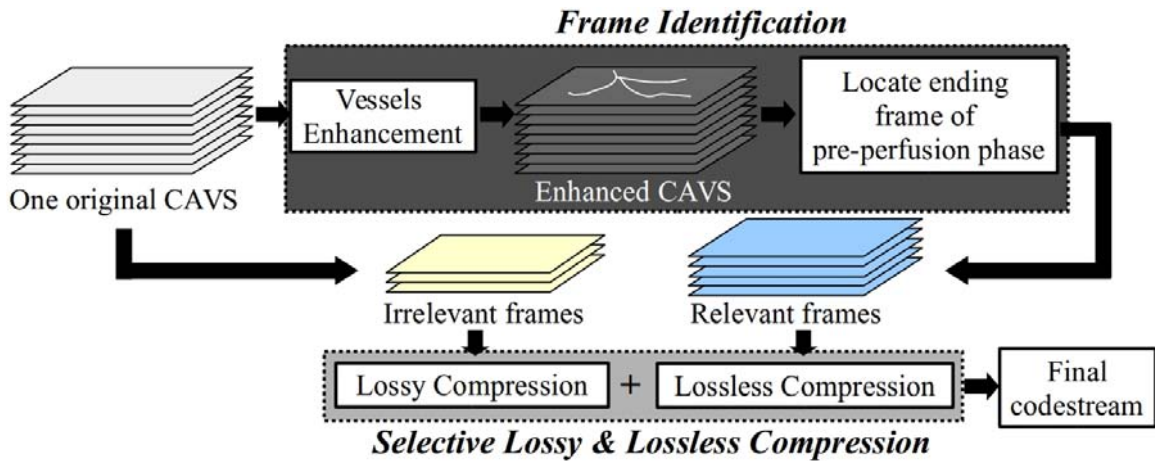 Frame Identification
One original CAVS
Vessels
Enhancement
Enhanced CAVS
Locate ending
frame of
pre-perfusion phase
Irrelevant frames
Relevant frames
Lossy Compression
+
Lossless Compression
Final
codestream
Selective Lossy & Lossless Compression